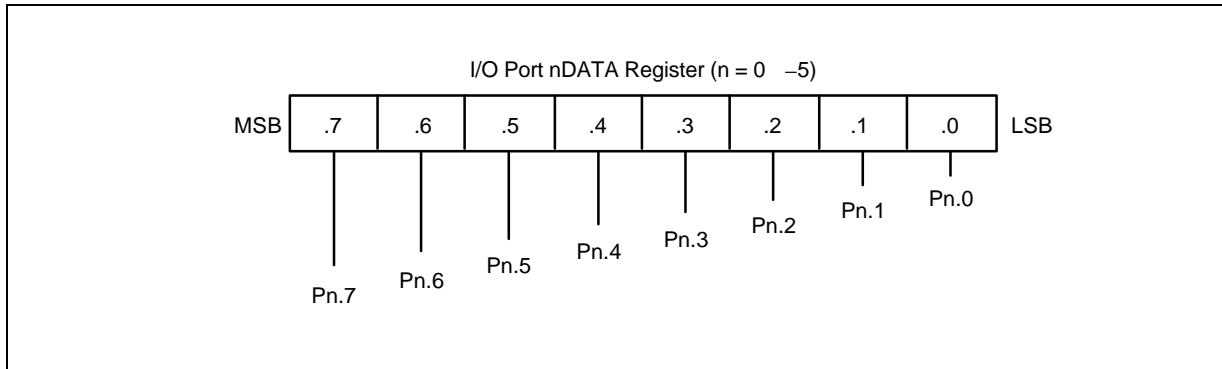 I/O Port nDATA Register (n = 0 –5)
MSB .7 .6 .5 .4 .3 .2 .1 .0 LSB
Pn.0
Pn.1
Pn.2
Pn.3
Pn.4
Pn.5
Pn.6
Pn.7